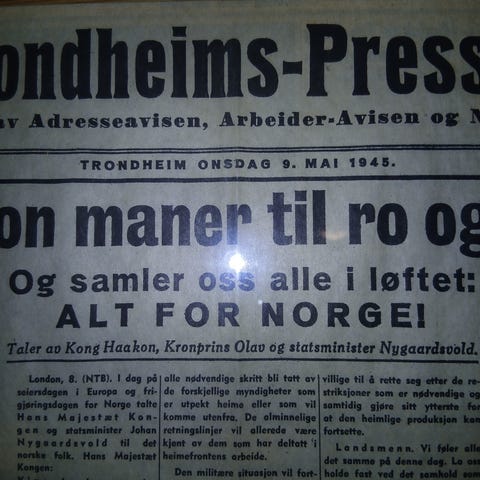 ondheims-Press
av Adresseavisen, Arbeider-Avisen og N
TRONDHEIM ONSDAG 9. MAI 1945.
on maner til ro og
Og samler oss alle i løftet:
ALT FOR NORGE!
Taler av Kong Haakon, Kronprins Olav og statsminister Nygaardsvold.
London, 8. (NTB). I dag på
seiersdagen i Europa og fri-
gjøringsdagen for Norge talte
Hans Majestæt Kon-
gen og statsminister Johan
Nygaardsvold til det
norske folk. Hans Majestæt
Kongen:
alle nødvendige skritt bli tatt av
de forskjellige myndigheter som
er utpekt heime eller som vil
komme utenfra. De alminnelige
retningslinjer vil allerede være
kjent av dem som har deltatt i
heimefrontens arbeide.
Den militære situasjon vil fort-
villige til å rette seg etter de re-
striksjoner som er nødvendige og
samtidig gjøre sitt ytterste for
at den heimlige produksjon kan
fortsette.
Landsmenn. Vi føler alle
det samme på denne dag. Lo oss
holde fast ved det samhold som